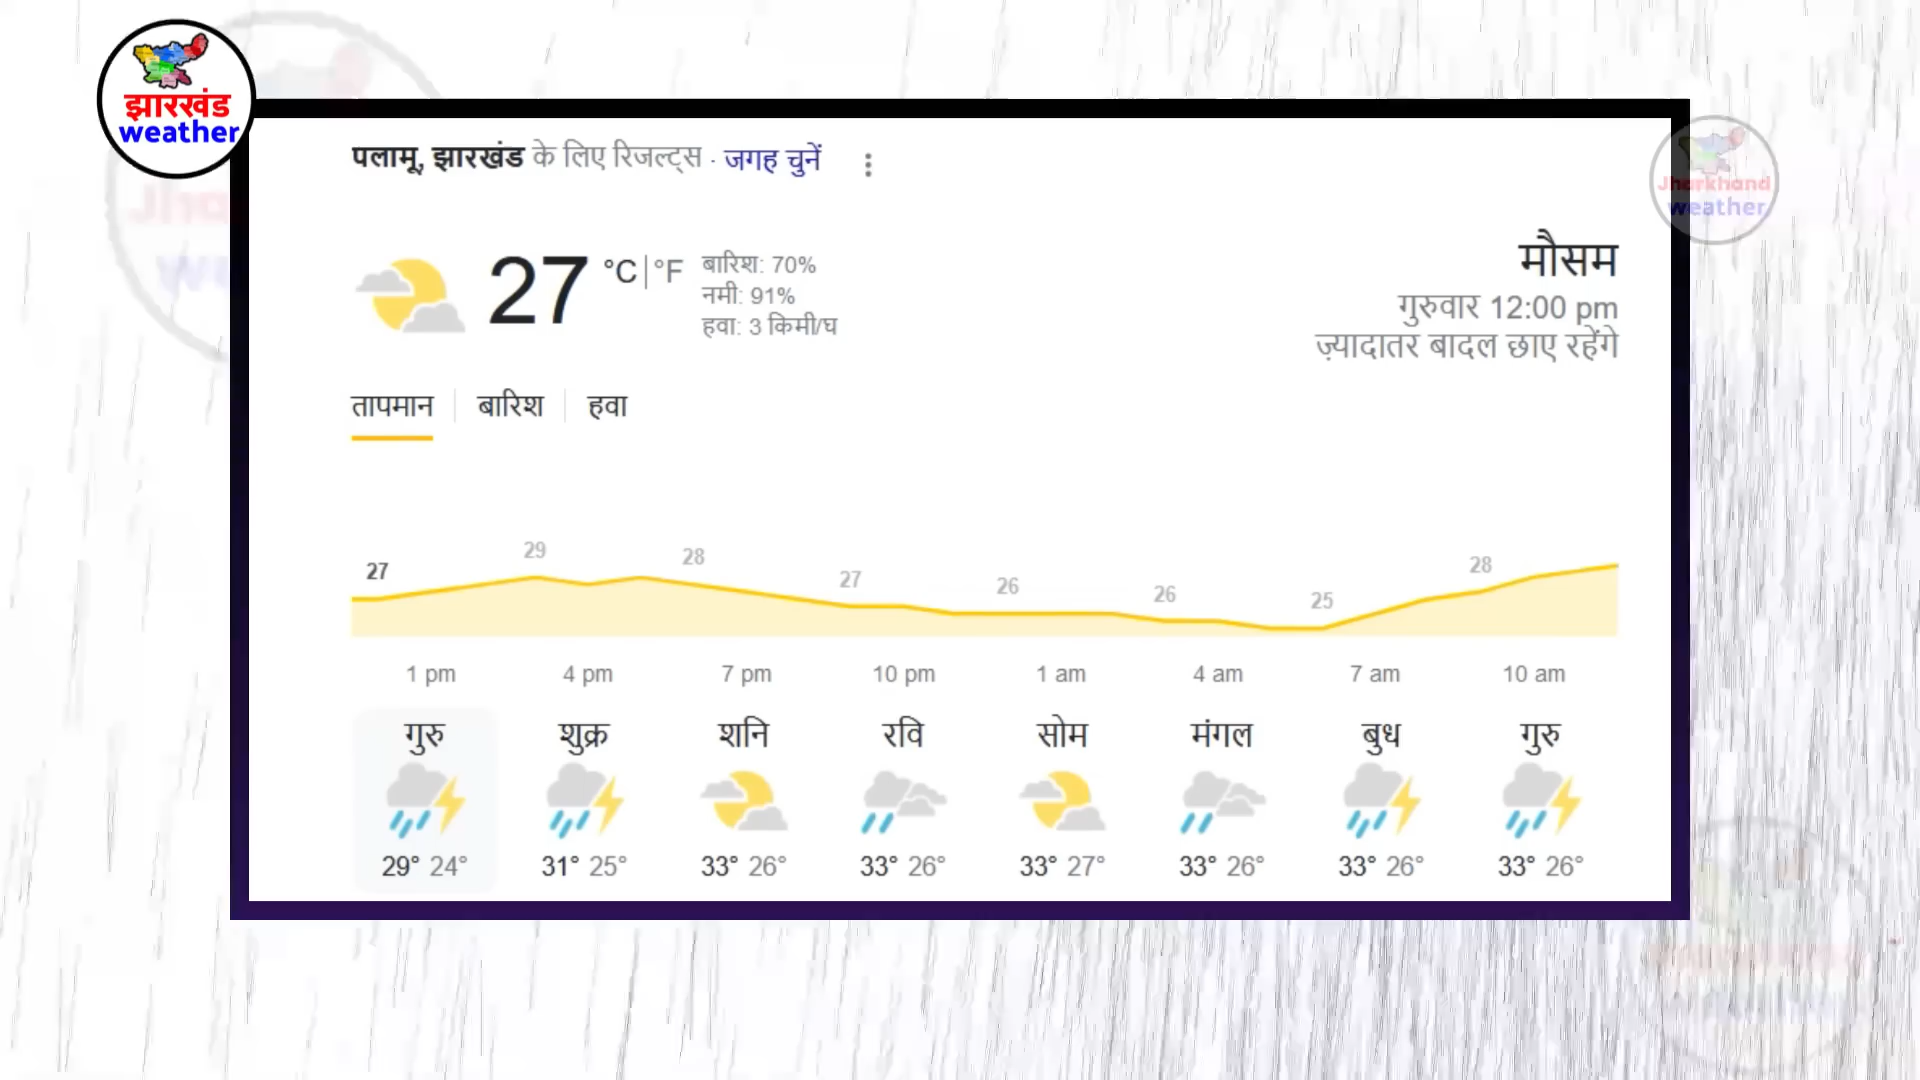 झारखंड
weather
पलामू, झारखंड के लिए रिजल्ट्स · जगह चुनें
Jharkhand
weather
27 °C | °F
बारिश: 70%
नमी: 91%
हवा: 3 किमी/घ
मौसम
गुरुवार 12:00 pm
ज़्यादातर बादल छाए रहेंगे
तापमान बारिश हवा
27 29 28 27 26 26 25 28
1 pm 4 pm 7 pm 10 pm 1 am 4 am 7 am 10 am
गुरु शुक्र शनि रवि सोम मंगल बुध गुरु
29° 24° 31° 25° 33° 26° 33° 26° 33° 27° 33° 26° 33° 26° 33° 26°